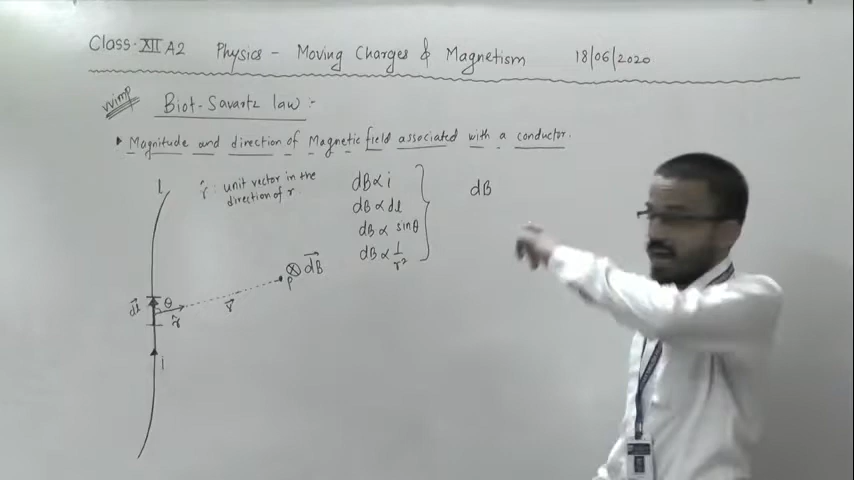 Class-XII A2 Physics - Moving Charges & Magnetism 18/06/2020
VVimp Biot-Savartz law :-
Magnitude and direction of Magnetic field associated with a conductor.
r̂ : unit vector in the
direction of r
dB ∝ i
dB ∝ dl
dB ∝ sinθ
dB ∝ 1/r²
dB
⊗ dB⃗
P
dl⃗ θ
r̂
r⃗
i